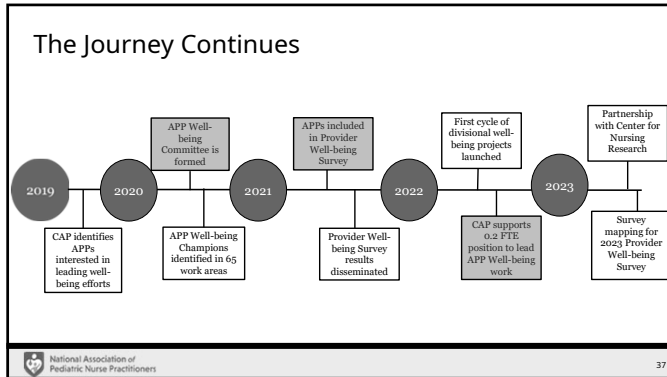 The Journey Continues
2019
CAP identifies
APPs
interested in
leading well-
being efforts
2020
APP Well-
being
Committee is
formed
APP Well-being
Champions
identified in 65
work areas
2021
APPs included
in Provider
Well-being
Survey
Provider Well-
being Survey
results
disseminated
2022
First cycle of
divisional well-
being projects
launched
CAP supports
0.2 FTE
position to lead
APP Well-being
work
2023
Partnership
with Center for
Nursing
Research
Survey
mapping for
2023 Provider
Well-being
Survey
National Association of
Pediatric Nurse Practitioners
37